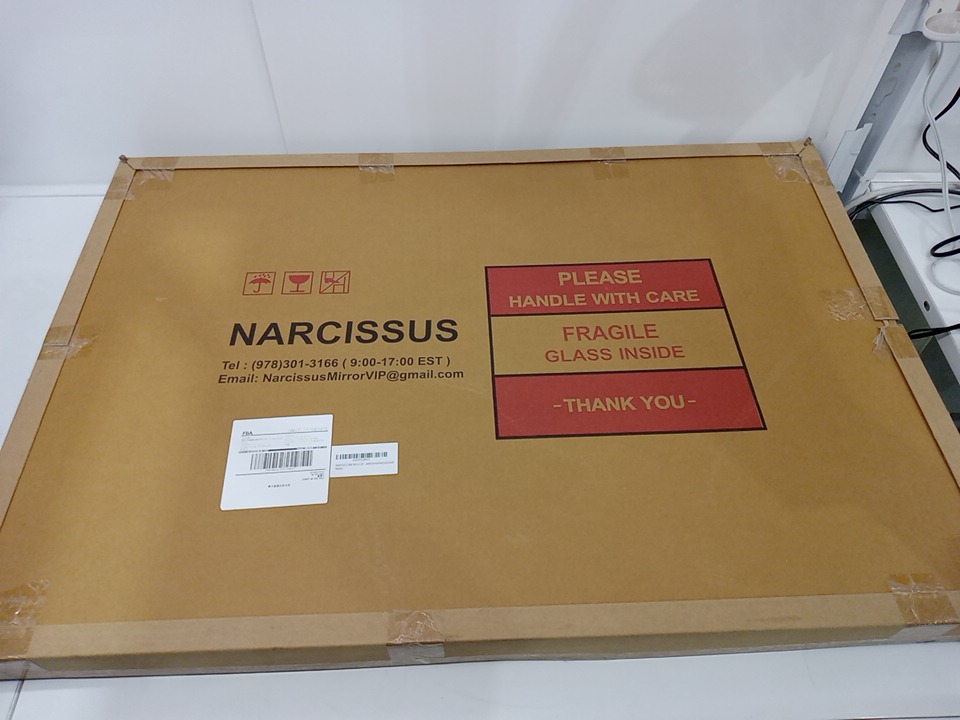 NARCISSUS
Tel : (978)301-3166 ( 9:00-17:00 EST )
Email: NarcissusMirrorVIP@gmail.com
PLEASE
HANDLE WITH CARE
FRAGILE
GLASS INSIDE
-THANK YOU-
FBA